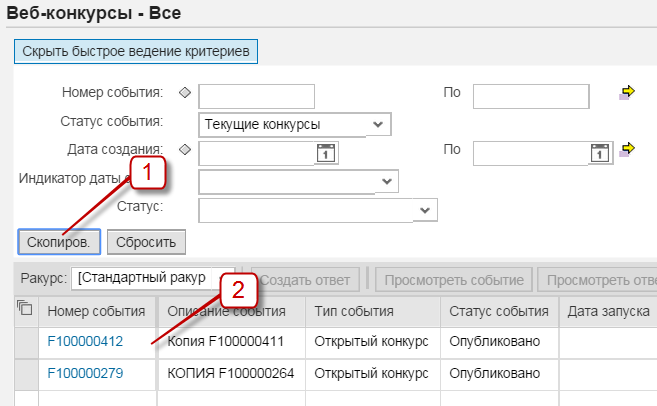 Веб-конкурсы - Все
Скрыть быстрое ведение критериев
Номер события: По
Статус события: Текущие конкурсы
Дата создания: 1 По 1
1
Индикатор даты
Статус:
Скопиров. Сбросить
Ракурс: [Стандартный ракур Создать ответ Просмотреть событие Просмотреть отве
2
Номер события Описание события Тип события Статус события Дата запуска
F100000412 Копия F100000411 Открытый конкурс Опубликовано
F100000279 КОПИЯ F100000264 Открытый конкурс Опубликовано